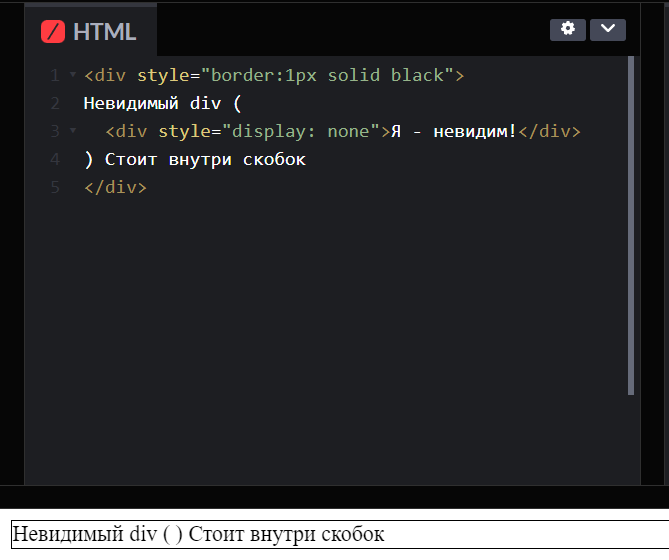 HTML
1 <div style="border:1px solid black">
2 Невидимый div (
3 <div style="display: none">Я - невидим!</div>
4 ) Стоит внутри скобок
5 </div>
Невидимый div ( ) Стоит внутри скобок